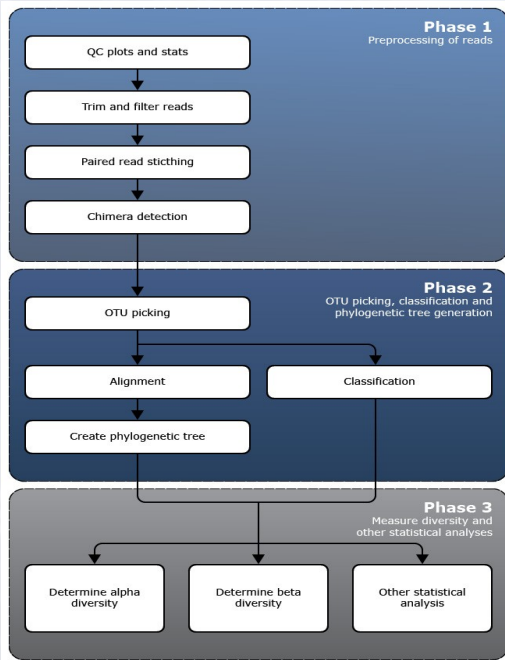 Phase 1
Preprocessing of reads
QC plots and stats
Trim and filter reads
Paired read sticthing
Chimera detection
Phase 2
OTU picking, classification and
phylogenetic tree generation
OTU picking
Alignment
Classification
Create phylogenetic tree
Phase 3
Measure diversity and
other statistical analyses
Determine alpha
diversity
Determine beta
diversity
Other statistical
analysis